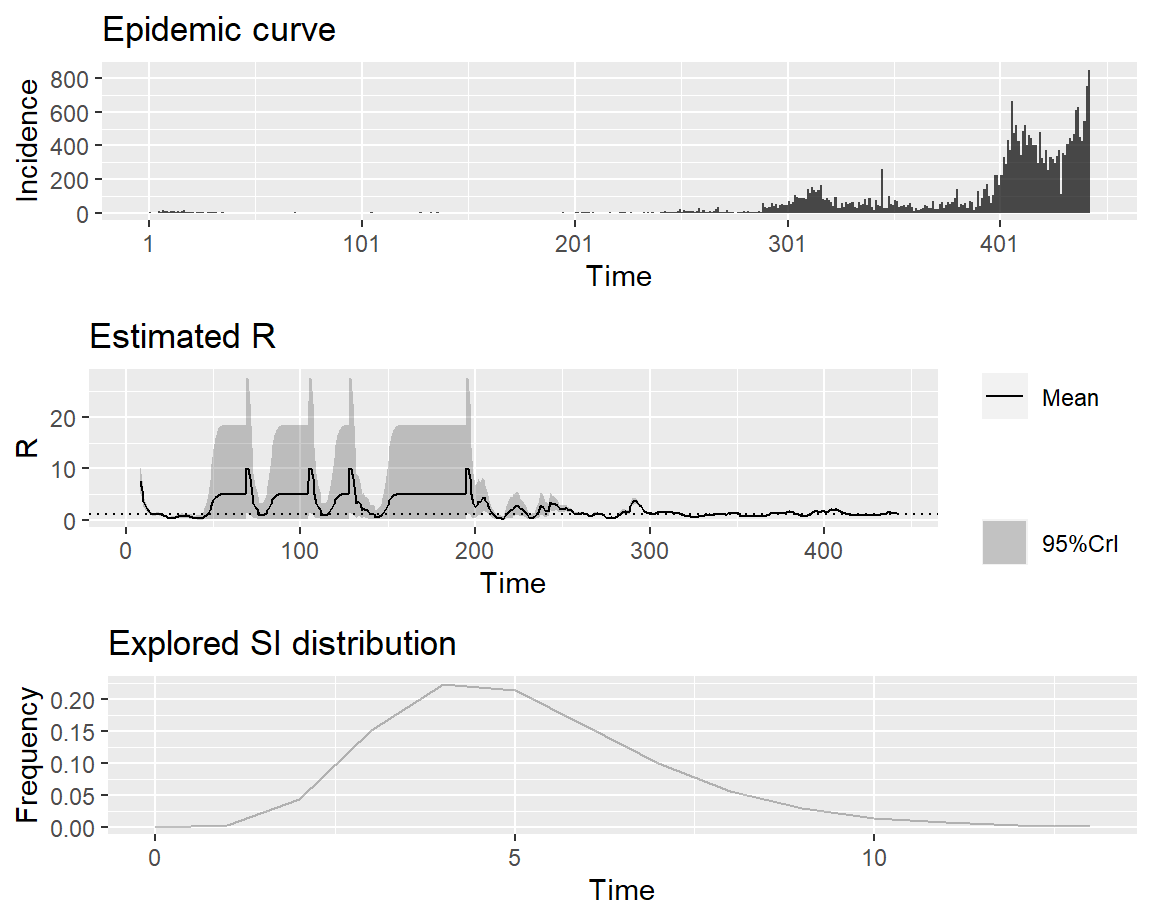 Epidemic curve
Incidence
800
600
400
200
0
1 101 201 301 401
Time
Estimated R
R
20
10
0
0 100 200 300 400
Time
Mean
95%CrI
Explored SI distribution
Frequency
0.20
0.15
0.10
0.05
0.00
0 5 10
Time